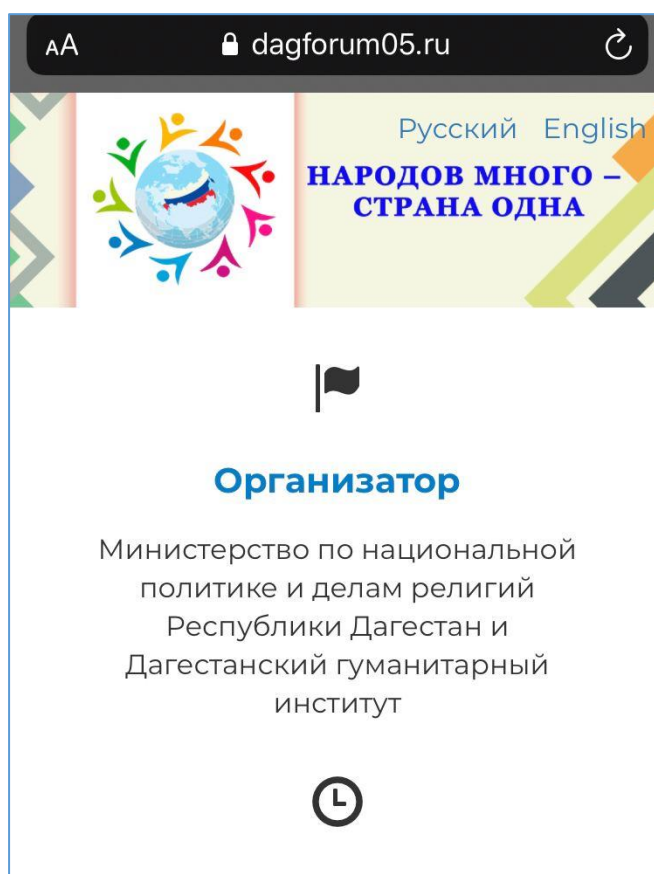 AA
dagforum05.ru
Русский English
НАРОДОВ МНОГО –
СТРАНА ОДНА
Организатор
Министерство по национальной
политике и делам религий
Республики Дагестан и
Дагестанский гуманитарный
институт